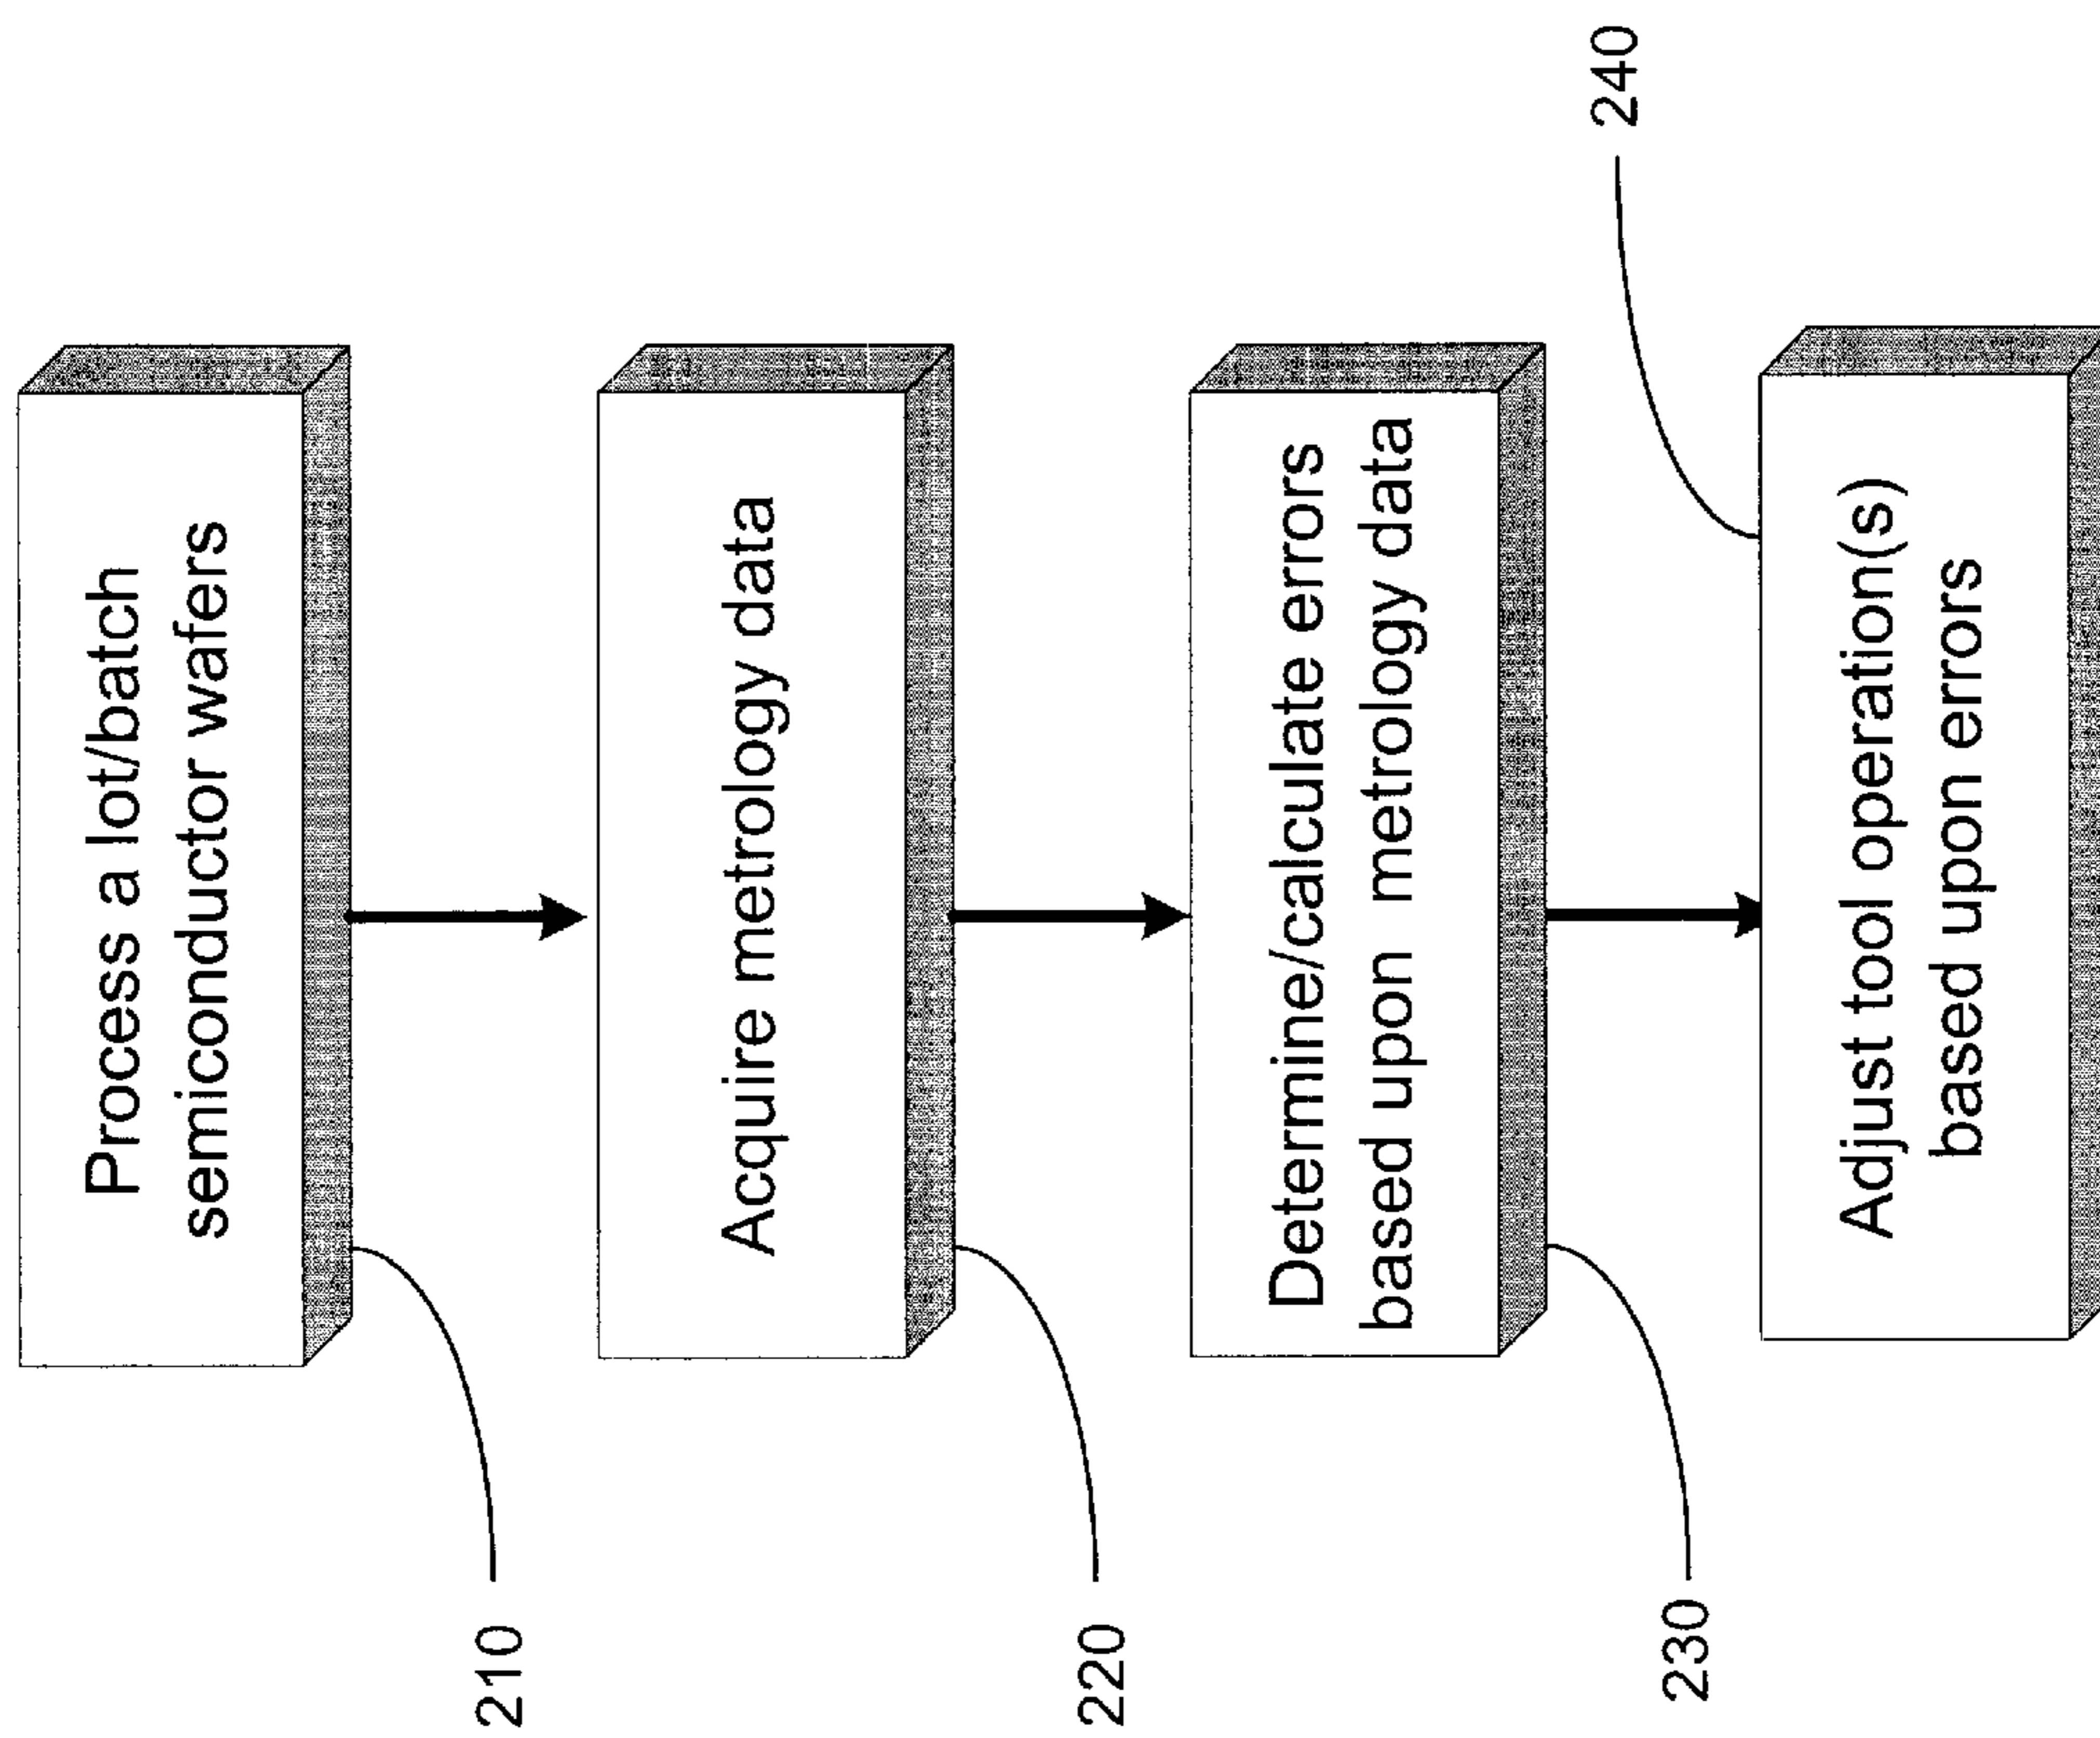 Process a lot/batch
semiconductor wafers
210
Acquire metrology data
220
Determine/calculate errors
based upon metrology data
230
Adjust tool operation(s)
based upon errors
240